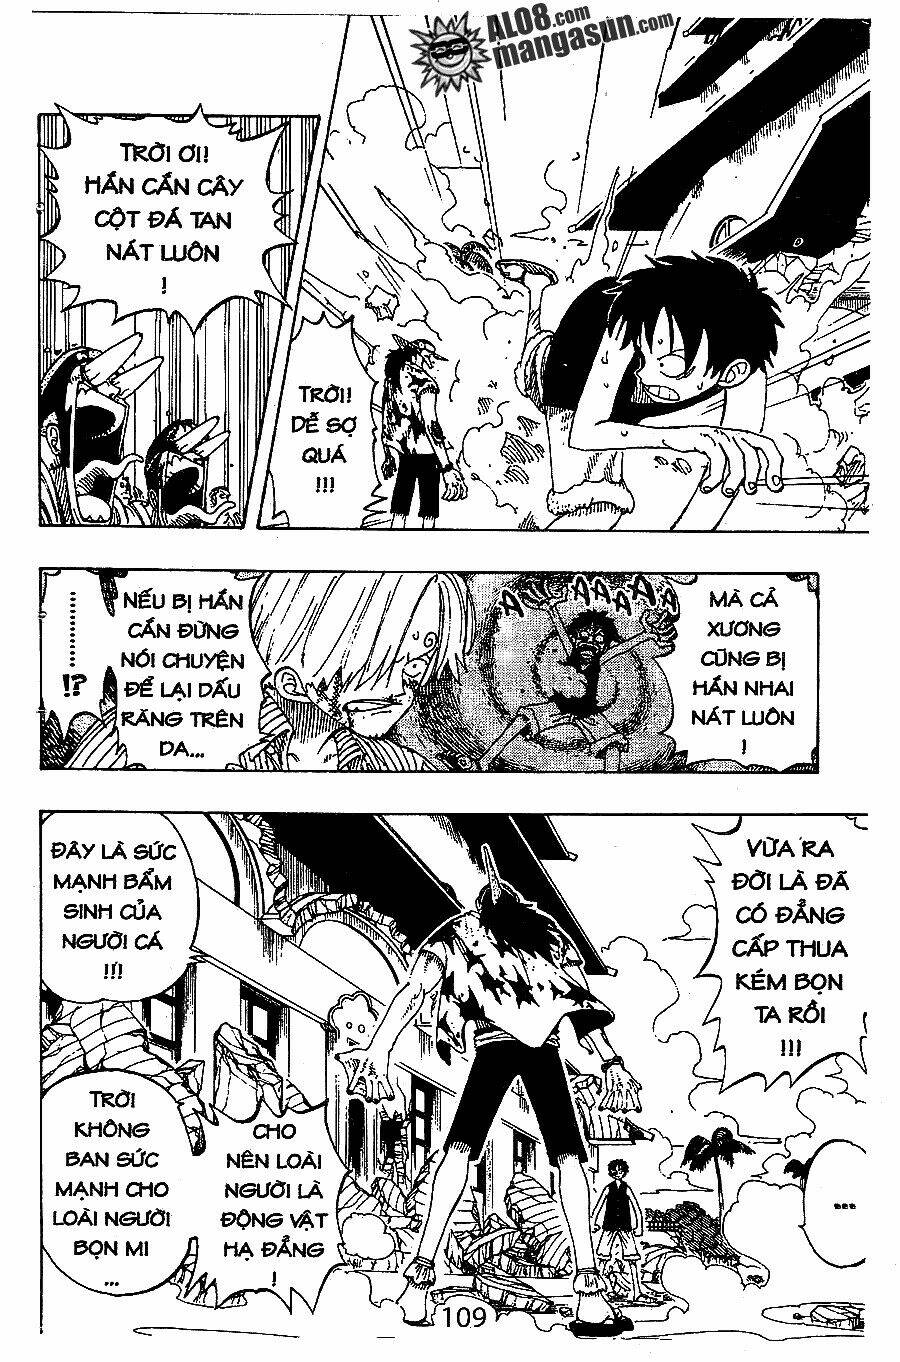 AL08.com
mangasun.com
TRỜI ƠI!
HẮN CẮN CÂY
CỘT ĐÁ TAN
NÁT LUÔN
!
TRỜI!
DỄ SỢ
QUÁ
!!!
NẾU BỊ HẮN
CẮN ĐỪNG
NÓI CHUYỆN
ĐỂ LẠI DẤU
RĂNG TRÊN
DA...
...........
!?
A A A A A A
MÀ CẢ
XƯƠNG
CŨNG BỊ
HẮN NHAI
NÁT LUÔN
!
ĐÂY LÀ SỨC
MẠNH BẨM
SINH CỦA
NGƯỜI CÁ
!!!
VỪA RA
ĐỜI LÀ ĐÃ
CÓ ĐẲNG
CẤP THUA
KÉM BỌN
TA RỒI
!!!
TRỜI
KHÔNG
BAN SỨC
MẠNH CHO
LOÀI NGƯỜI
BỌN MI
...
CHO
NÊN LOÀI
NGƯỜI LÀ
ĐỘNG VẬT
HẠ ĐẲNG
!
...
109